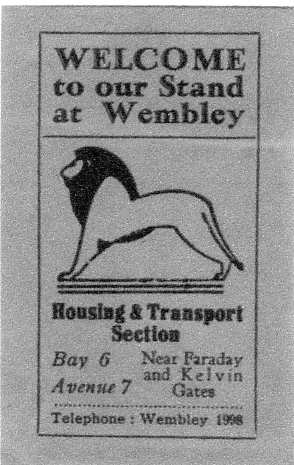 WELCOME
to our Stand
at Wembley
Housing & Transport
Section
Bay 6
Avenue 7
Near Faraday
and Kelvin
Gates
Telephone : Wembley 1998